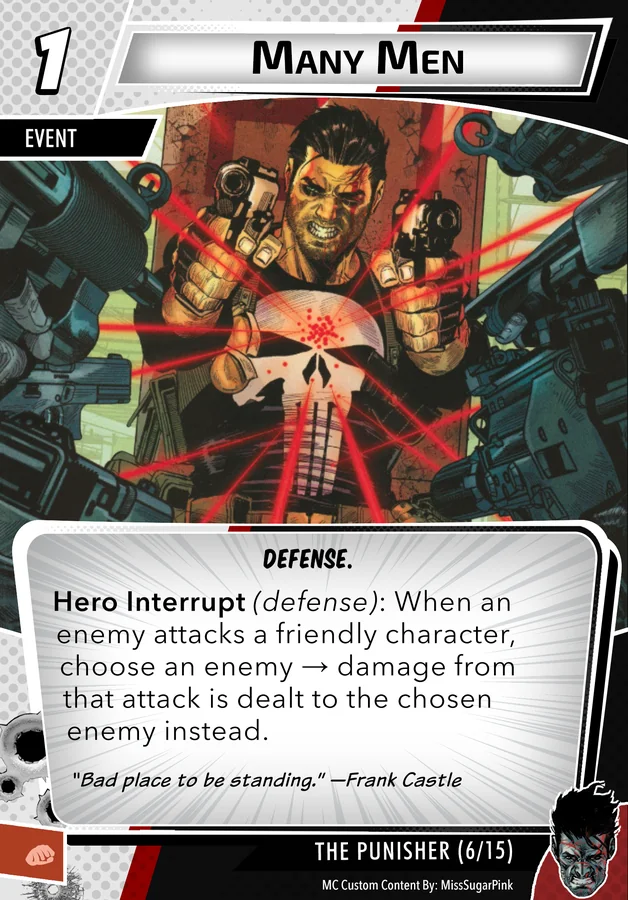 1
MANY MEN
EVENT
DEFENSE.
Hero Interrupt (defense): When an
enemy attacks a friendly character,
choose an enemy → damage from
that attack is dealt to the chosen
enemy instead.
"Bad place to be standing." —Frank Castle
THE PUNISHER (6/15)
MC Custom Content By: MissSugarPink